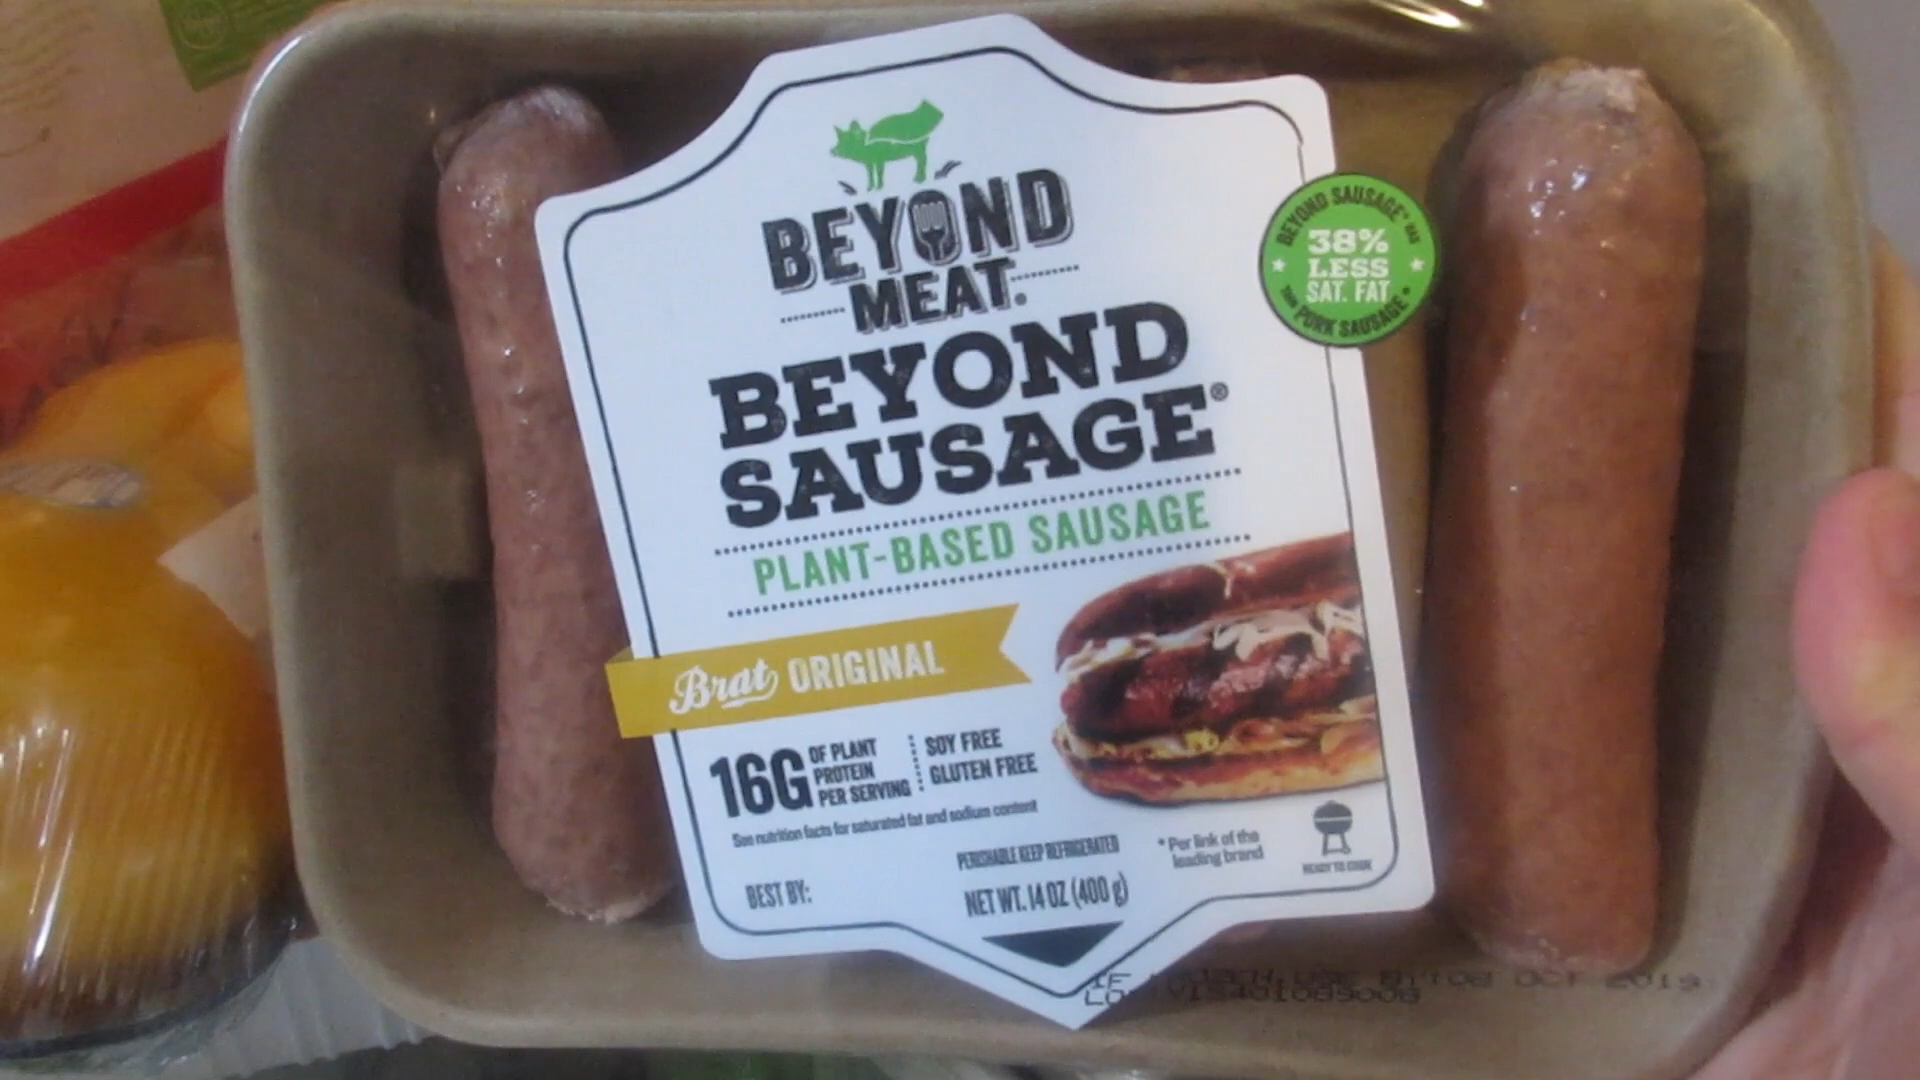 BEYOND
MEAT®
BEYOND
SAUSAGE®
PLANT-BASED SAUSAGE
Brat ORIGINAL
16G OF PLANT
PROTEIN
PER SERVING
SOY FREE
GLUTEN FREE
See nutrition facts for saturated fat and sodium content
PERISHABLE KEEP REFRIGERATED
BEST BY:
NET WT. 14 OZ (400 g)
* Per link of the
leading brand
READY TO COOK
BEYOND SAUSAGE® HAS
38%
LESS
SAT. FAT
THAN PORK SAUSAGE*
IF
BY 08 OCT 2019